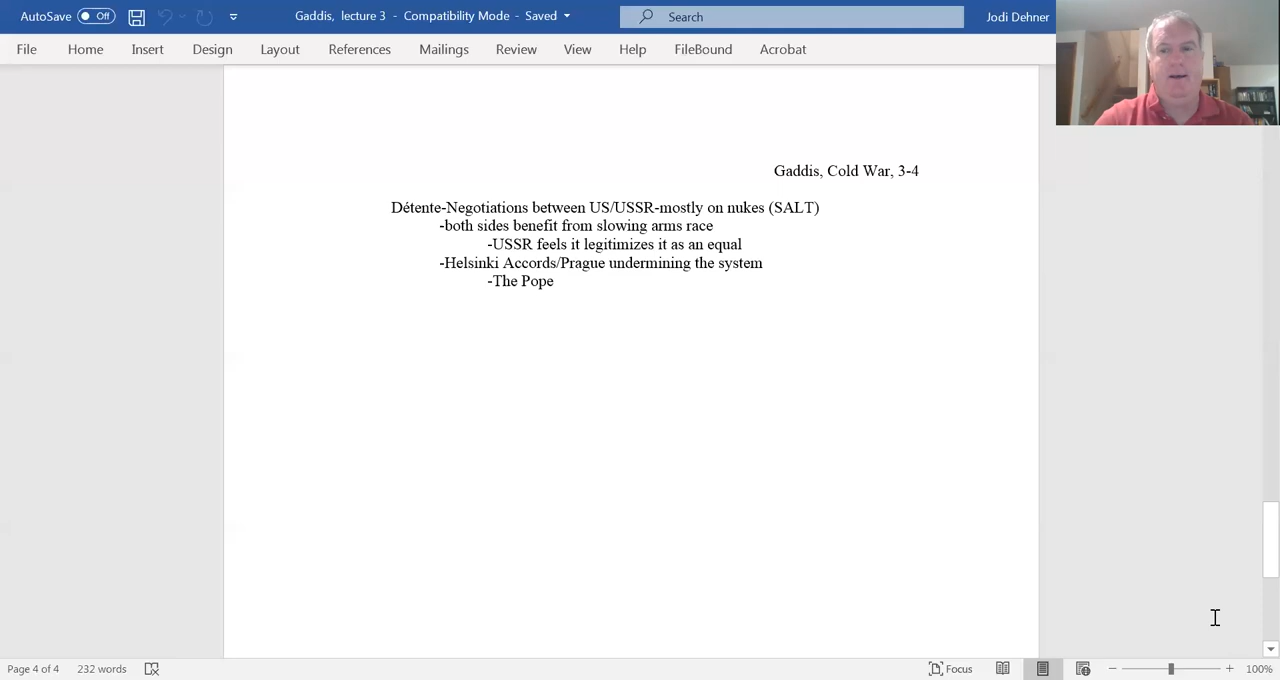 AutoSave Off Gaddis, lecture 3 - Compatibility Mode - Saved Search Jodi Dehner
File Home Insert Design Layout References Mailings Review View Help FileBound Acrobat
Gaddis, Cold War, 3-4
Détente-Negotiations between US/USSR-mostly on nukes (SALT)
-both sides benefit from slowing arms race
-USSR feels it legitimizes it as an equal
-Helsinki Accords/Prague undermining the system
-The Pope
Page 4 of 4 232 words Focus 100%